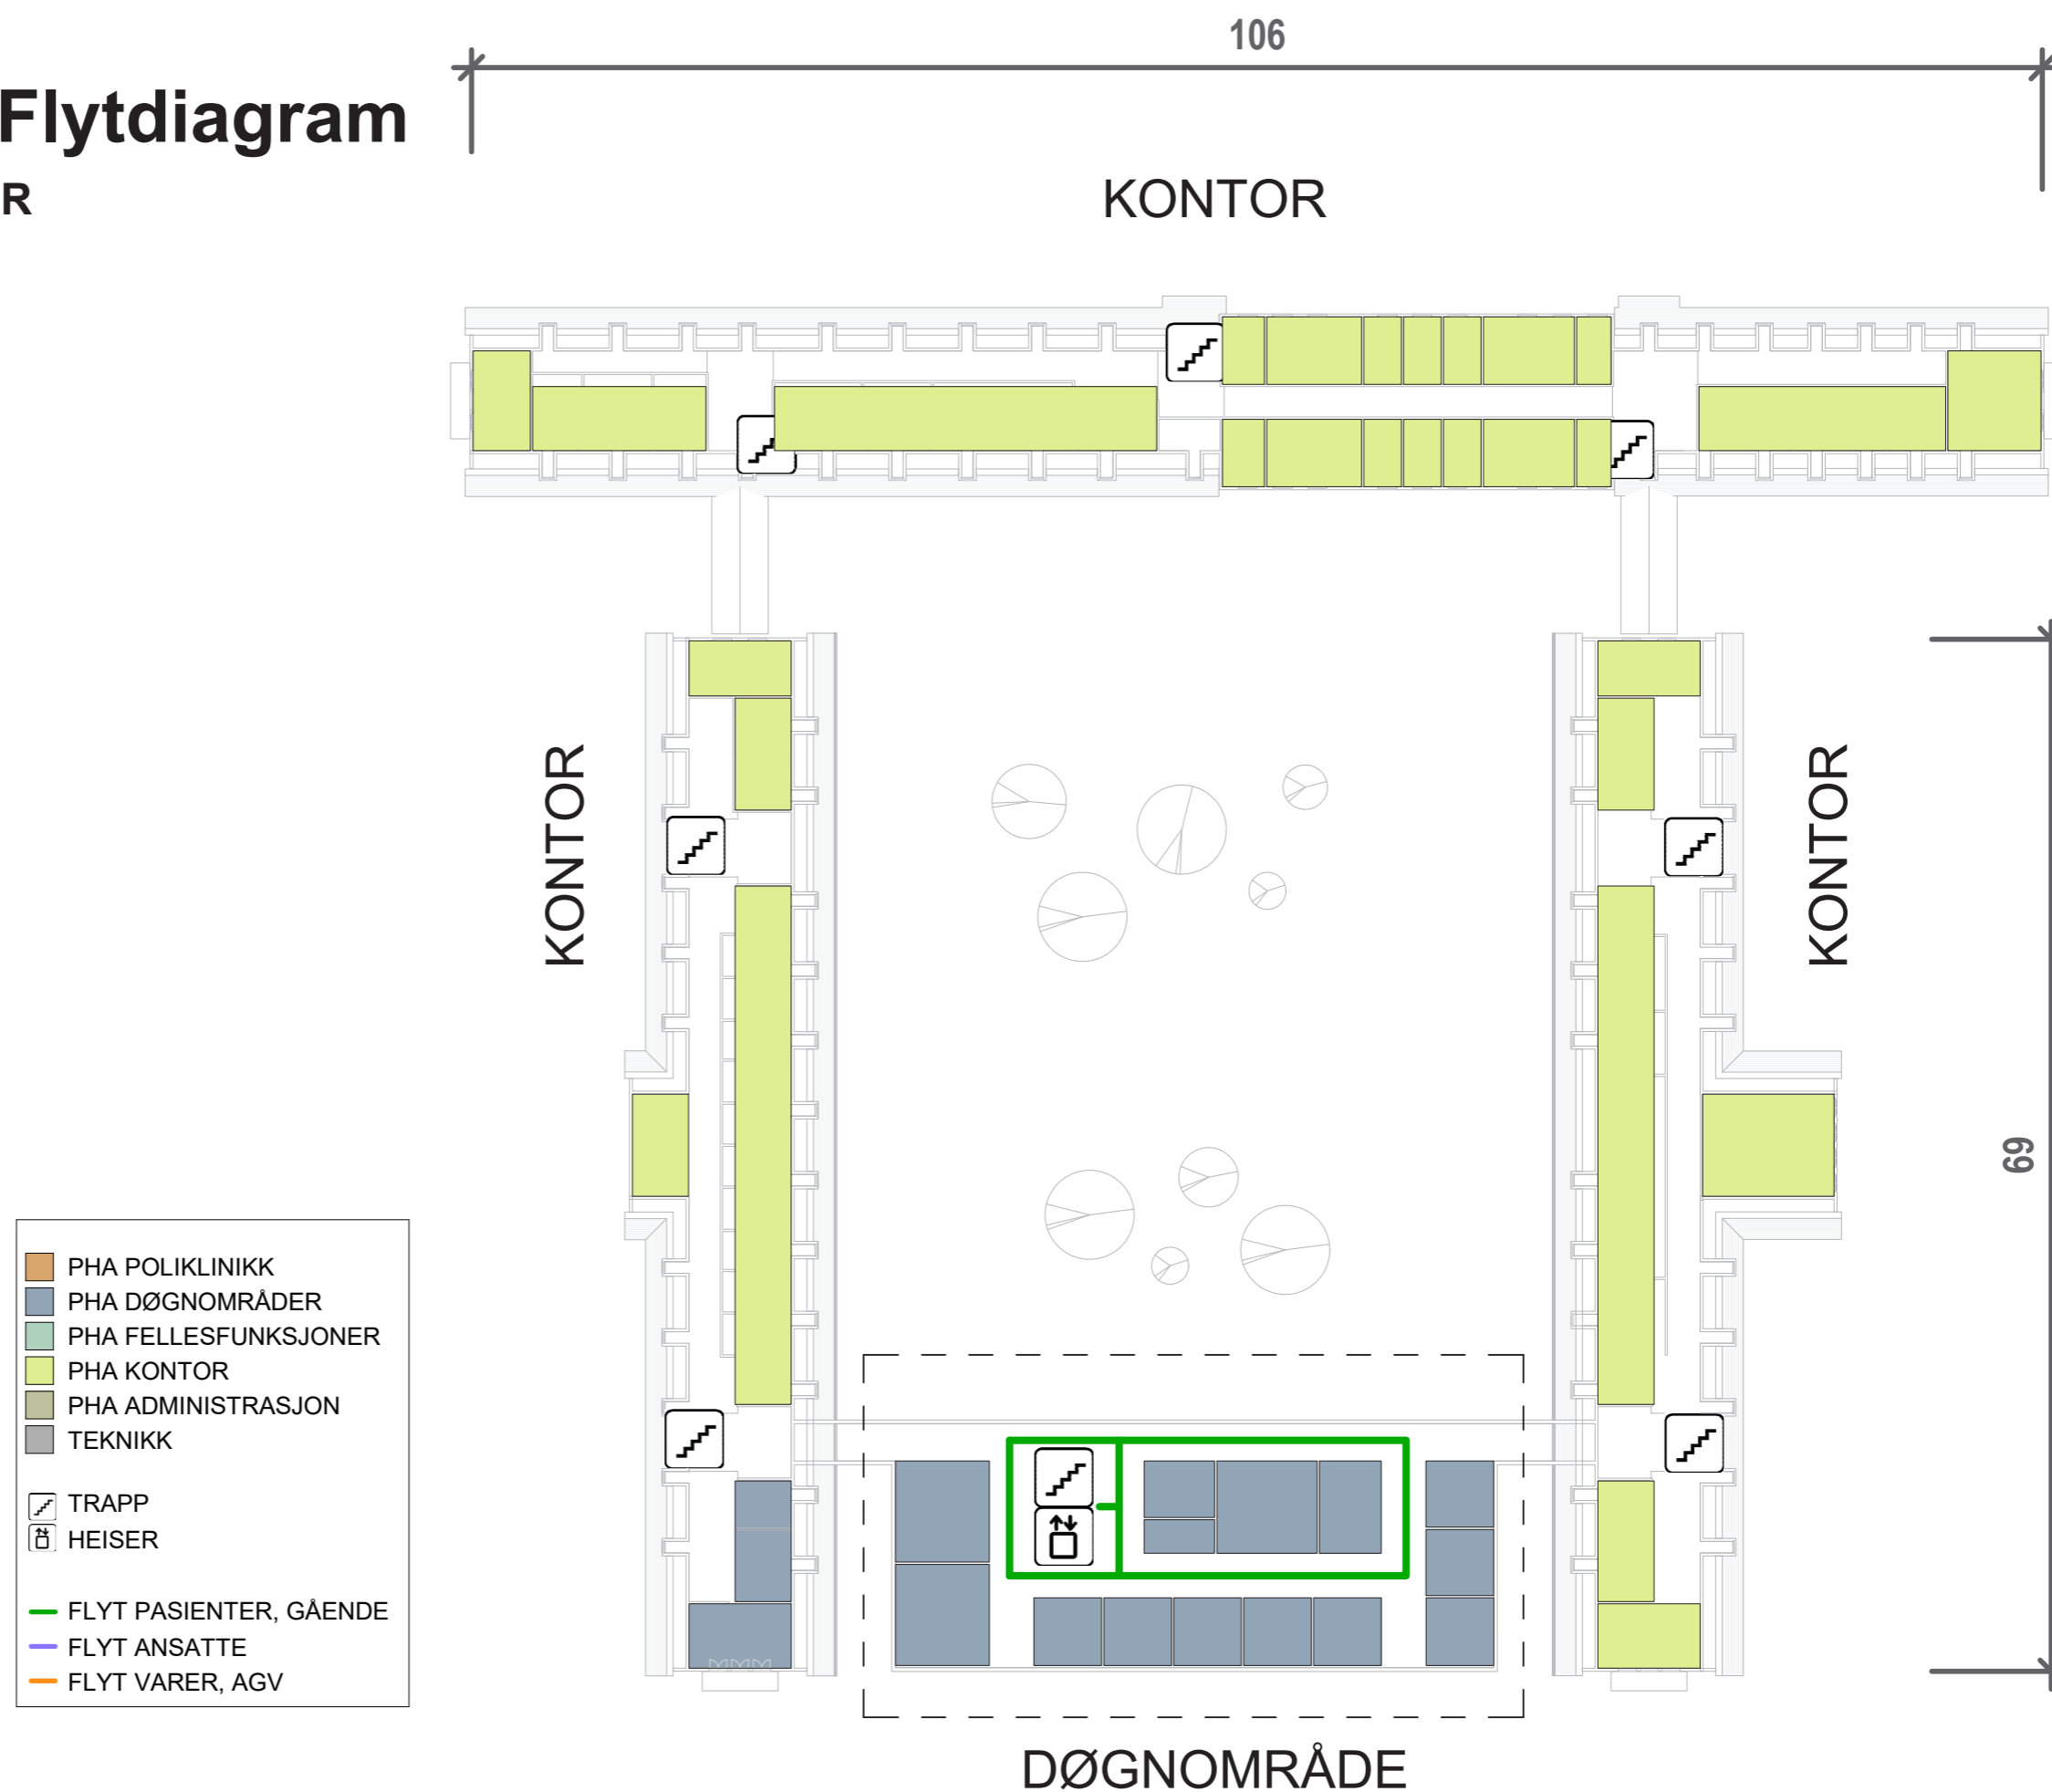 106
Flytdiagram
R
KONTOR
KONTOR
KONTOR
69
PHA POLIKLINIKK
PHA DØGNOMRÅDER
PHA FELLESFUNKSJONER
PHA KONTOR
PHA ADMINISTRASJON
TEKNIKK
TRAPP
HEISER
FLYT PASIENTER, GÅENDE
FLYT ANSATTE
FLYT VARER, AGV
DØGNOMRÅDE